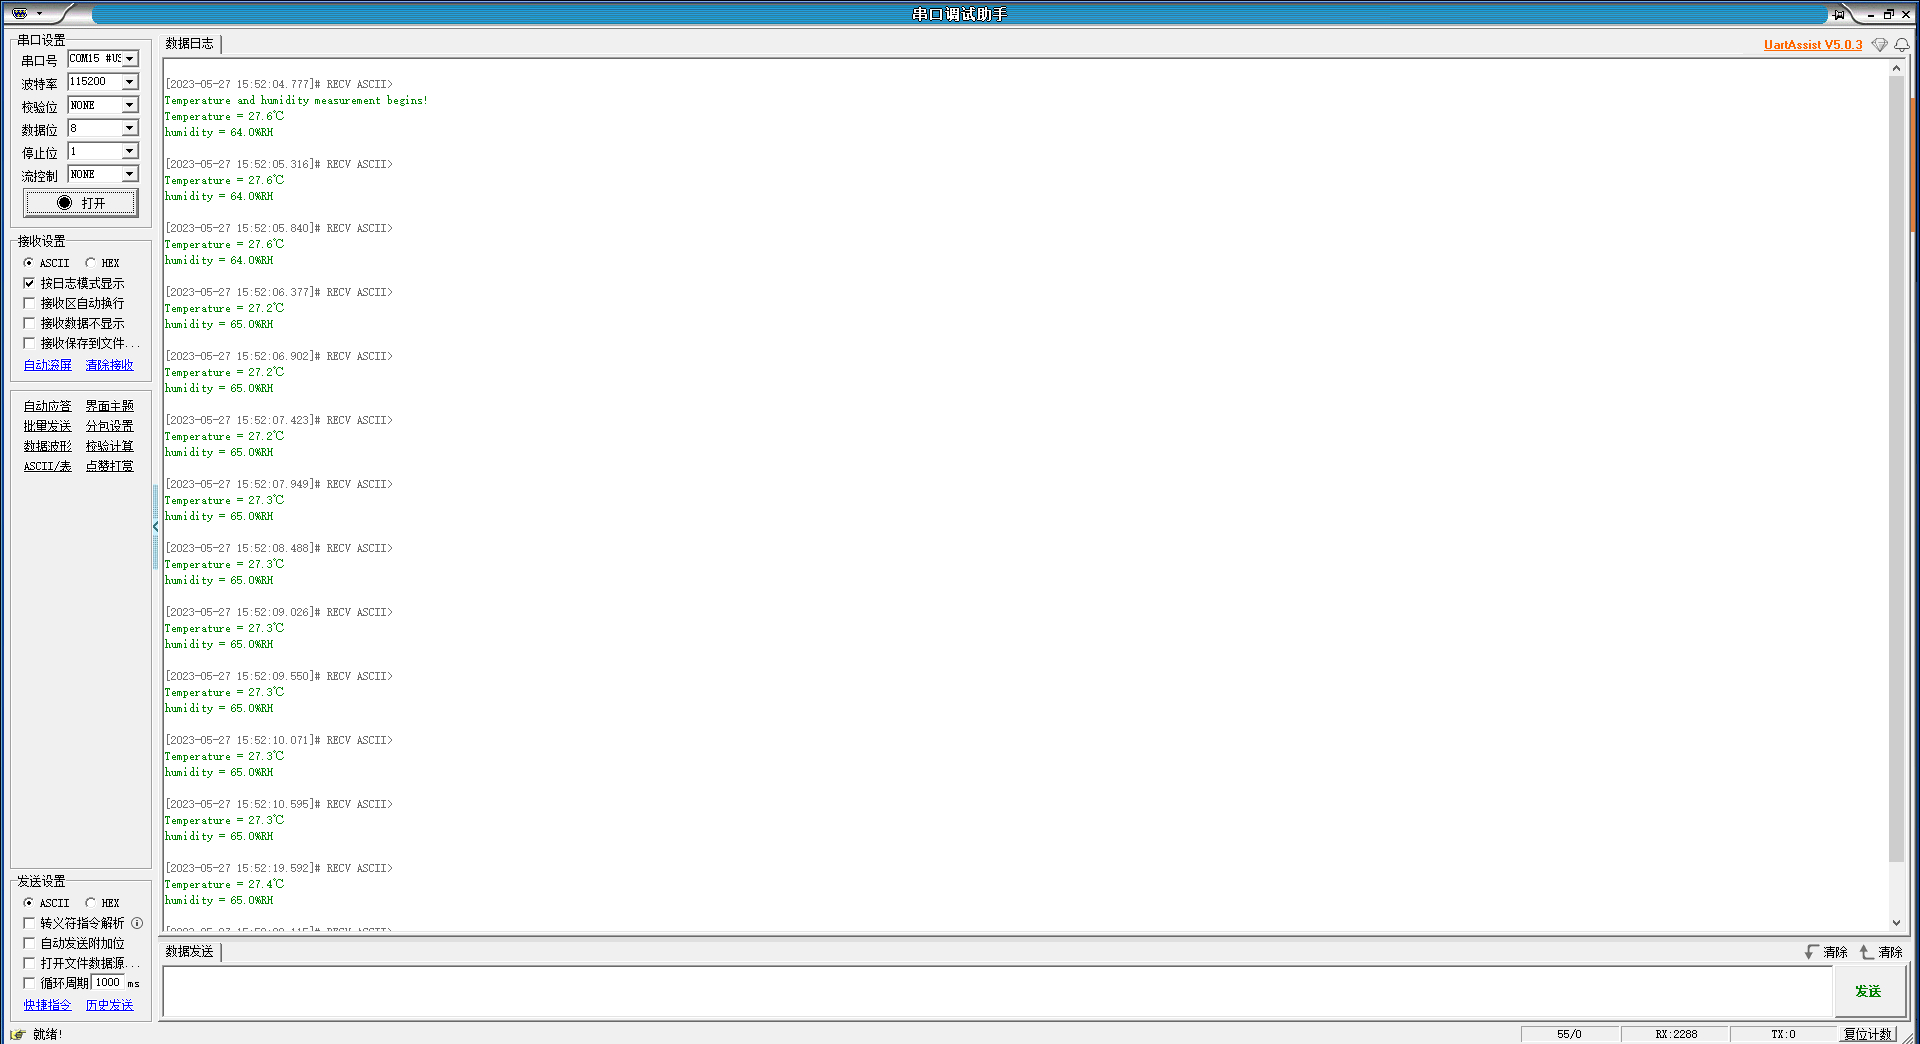 串口调试助手
串口设置
串口号 COM15 #US
波特率 115200
校验位 NONE
数据位 8
停止位 1
流控制 NONE
打开
接收设置
ASCII HEX
按日志模式显示
接收区自动换行
接收数据不显示
接收保存到文件...
自动滚屏 清除接收
自动应答 界面主题
批量发送 分包设置
数据波形 校验计算
ASCII/表 点赞打赏
发送设置
ASCII HEX
转义符指令解析
自动发送附加位
打开文件数据源...
循环周期 1000 ms
快捷指令 历史发送
数据日志
UartAssist V5.0.3
[2023-05-27 15:52:04.777]# RECV ASCII>
Temperature and humidity measurement begins!
Temperature = 27.6℃
humidity = 64.0%RH
[2023-05-27 15:52:05.316]# RECV ASCII>
Temperature = 27.6℃
humidity = 64.0%RH
[2023-05-27 15:52:05.840]# RECV ASCII>
Temperature = 27.6℃
humidity = 64.0%RH
[2023-05-27 15:52:06.377]# RECV ASCII>
Temperature = 27.2℃
humidity = 65.0%RH
[2023-05-27 15:52:06.902]# RECV ASCII>
Temperature = 27.2℃
humidity = 65.0%RH
[2023-05-27 15:52:07.423]# RECV ASCII>
Temperature = 27.2℃
humidity = 65.0%RH
[2023-05-27 15:52:07.949]# RECV ASCII>
Temperature = 27.3℃
humidity = 65.0%RH
[2023-05-27 15:52:08.488]# RECV ASCII>
Temperature = 27.3℃
humidity = 65.0%RH
[2023-05-27 15:52:09.026]# RECV ASCII>
Temperature = 27.3℃
humidity = 65.0%RH
[2023-05-27 15:52:09.550]# RECV ASCII>
Temperature = 27.3℃
humidity = 65.0%RH
[2023-05-27 15:52:10.071]# RECV ASCII>
Temperature = 27.3℃
humidity = 65.0%RH
[2023-05-27 15:52:10.595]# RECV ASCII>
Temperature = 27.3℃
humidity = 65.0%RH
[2023-05-27 15:52:19.592]# RECV ASCII>
Temperature = 27.4℃
humidity = 65.0%RH
数据发送
清除 清除
发送
就绪!
55/0 RX:2288 TX:0 复位计数